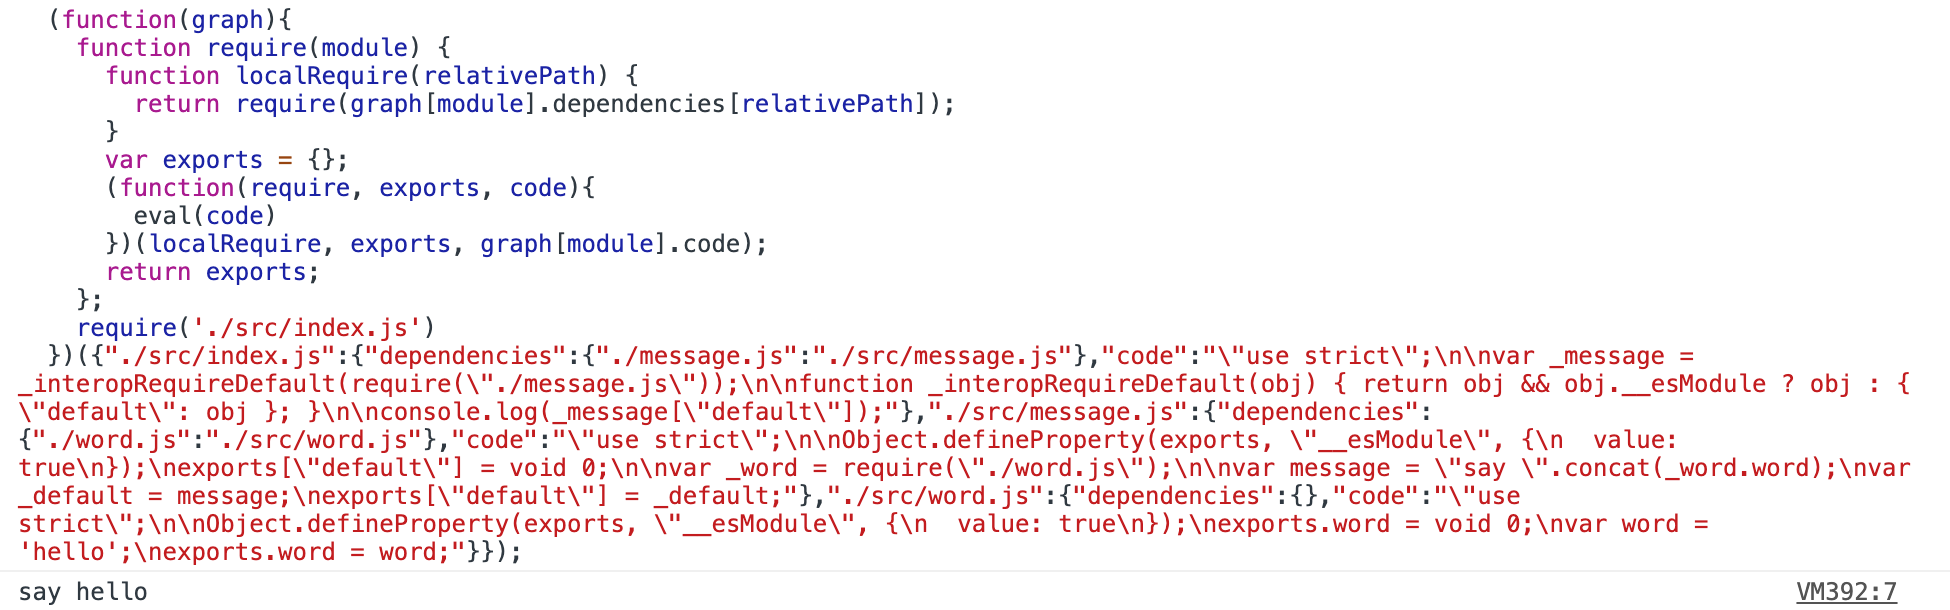 (function(graph){
function require(module) {
function localRequire(relativePath) {
return require(graph[module].dependencies[relativePath]);
}
var exports = {};
(function(require, exports, code){
eval(code)
})(localRequire, exports, graph[module].code);
return exports;
};
require('./src/index.js')
})({"./src/index.js":{"dependencies":{"./message.js":"./src/message.js"},"code":"\"use strict\";\n\nvar _message =
_interopRequireDefault(require(\"./message.js\"));\n\nfunction _interopRequireDefault(obj) { return obj && obj.__esModule ? obj : {
\"default\": obj }; }\n\nconsole.log(_message[\"default\"]);"},"./src/message.js":{"dependencies":
{"./word.js":"./src/word.js"},"code":"\"use strict\";\n\nObject.defineProperty(exports, \"__esModule\", {\n  value:
true\n});\nexports[\"default\"] = void 0;\n\nvar _word = require(\"./word.js\");\n\nvar message = \"say \".concat(_word.word);\nvar
_default = message;\nexports[\"default\"] = _default;"},"./src/word.js":{"dependencies":{},"code":"\"use
strict\";\n\nObject.defineProperty(exports, \"__esModule\", {\n  value: true\n});\nexports.word = void 0;\nvar word =
'hello';\nexports.word = word;"}});
say hello VM392:7